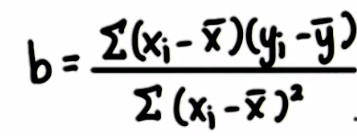 b = Σ(xᵢ - x̄)(yᵢ - ȳ) / Σ(xᵢ - x̄)²